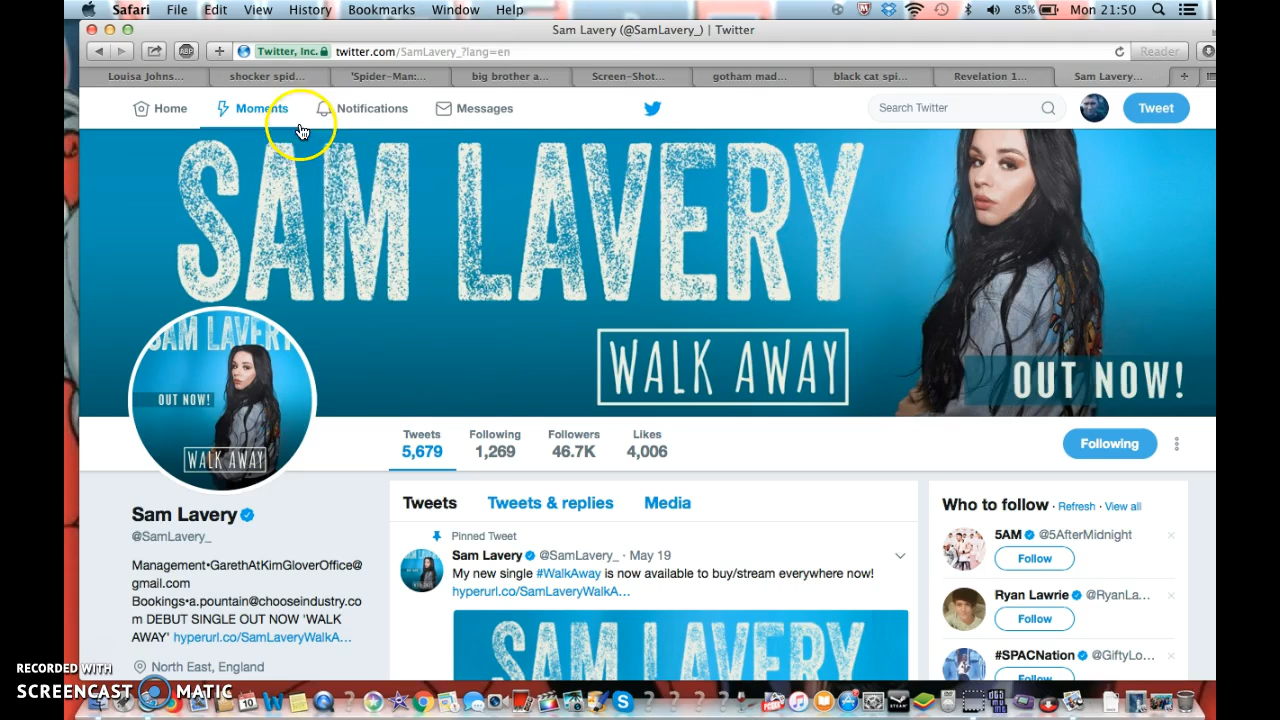 Safari File Edit View History Bookmarks Window Help 85% Mon 21:50
Sam Lavery (@SamLavery_) | Twitter
ABP + Twitter, Inc. twitter.com/SamLavery_?lang=en Reader
Louisa Johns... shocker spid... 'Spider-Man:... big brother a... Screen-Shot... gotham mad... black cat spi... Revelation 1... Sam Lavery... +
Home Moments Notifications Messages Search Twitter Tweet
SAM LAVERY
WALK AWAY
OUT NOW!
SAM LAVERY
OUT NOW!
WALK AWAY
Tweets Following Followers Likes
5,679 1,269 46.7K 4,006
Following
Sam Lavery
@SamLavery_
Management•GarethAtKimGloverOffice@
gmail.com
Bookings•a.pountain@chooseindustry.co
m DEBUT SINGLE OUT NOW 'WALK
AWAY' hyperurl.co/SamLaveryWalkA...
North East, England
Tweets Tweets & replies Media
Pinned Tweet
Sam Lavery @SamLavery_ · May 19
My new single #WalkAway is now available to buy/stream everywhere now!
hyperurl.co/SamLaveryWalkA...
SAM LAVERY
Who to follow · Refresh · View all
5AM @5AfterMidnight
Follow
Ryan Lawrie @RyanLa...
Follow
#SPACNation @GiftyLo...
Follow
RECORDED WITH
SCREENCAST MATIC